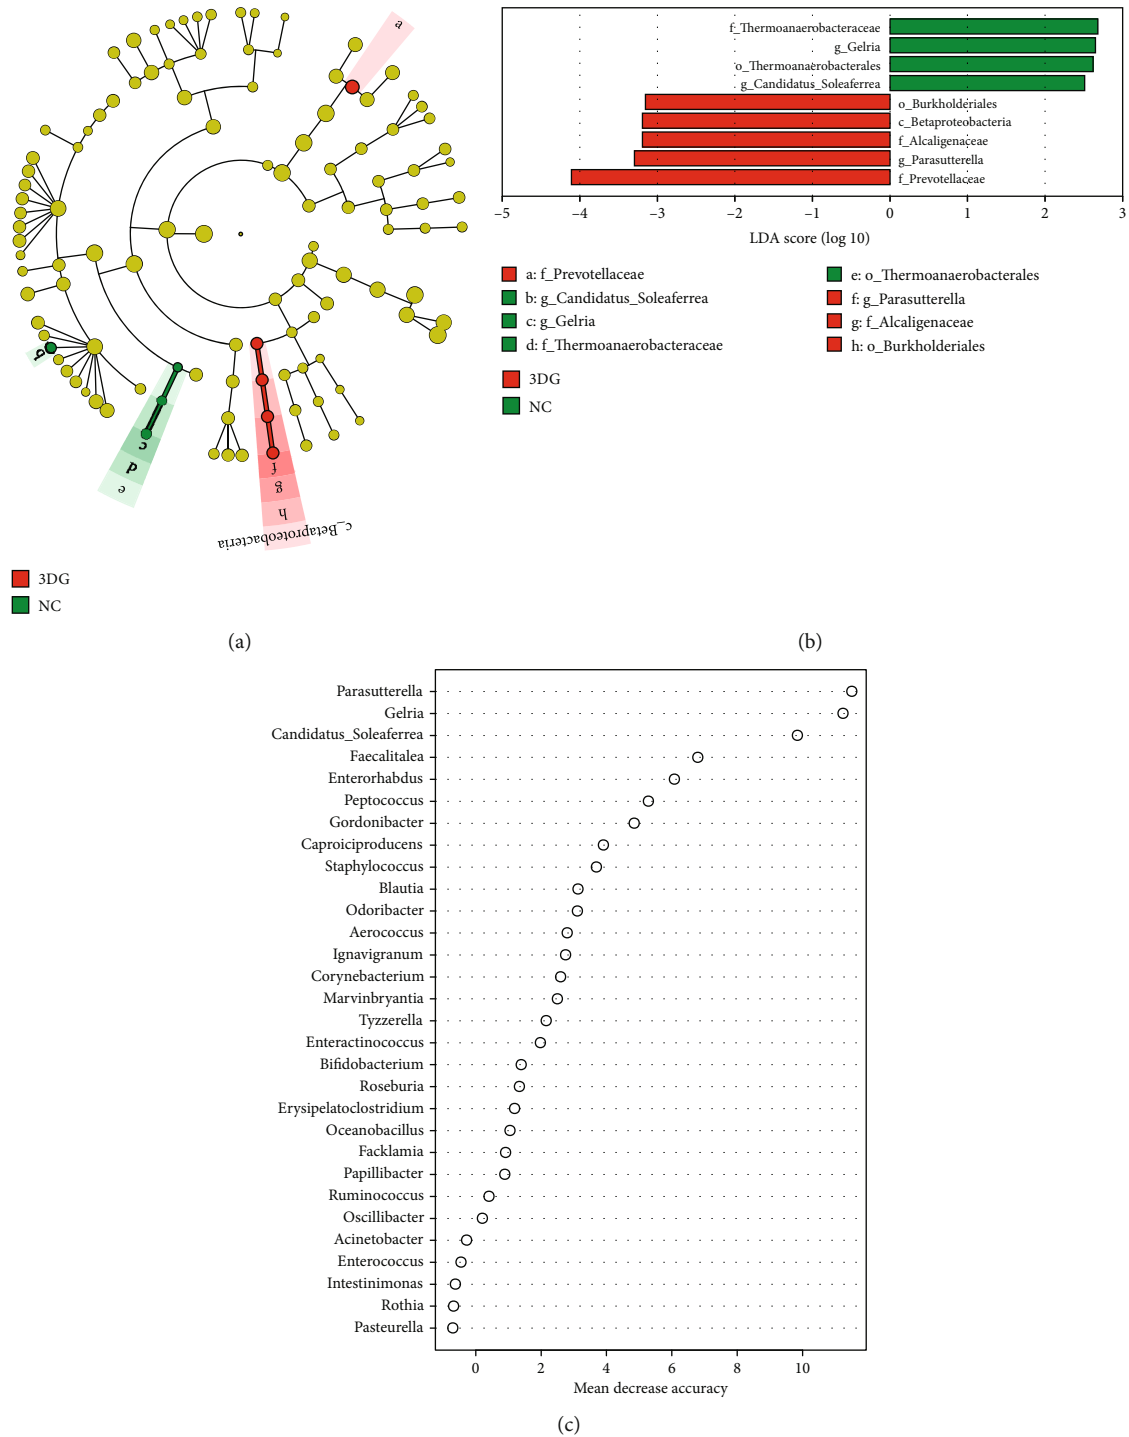 a
b
c
d
e
f
g
h
c_Betaproteobacteria
3DG
NC
(a)
f_Thermoanaerobacteraceae
g_Gelria
o_Thermoanaerobacterales
g_Candidatus_Soleaferrea
o_Burkholderiales
c_Betaproteobacteria
f_Alcaligenaceae
g_Parasutterella
f_Prevotellaceae
−5 −4 −3 −2 −1 0 1 2 3
LDA score (log 10)
a: f_Prevotellaceae
b: g_Candidatus_Soleaferrea
c: g_Gelria
d: f_Thermoanaerobacteraceae
e: o_Thermoanaerobacterales
f: g_Parasutterella
g: f_Alcaligenaceae
h: o_Burkholderiales
3DG
NC
(b)
Parasutterella
Gelria
Candidatus_Soleaferrea
Faecalitalea
Enterorhabdus
Peptococcus
Gordonibacter
Caproiciproducens
Staphylococcus
Blautia
Odoribacter
Aerococcus
Ignavigranum
Corynebacterium
Marvinbryantia
Tyzzerella
Enteractinococcus
Bifidobacterium
Roseburia
Erysipelatoclostridium
Oceanobacillus
Facklamia
Papillibacter
Ruminococcus
Oscillibacter
Acinetobacter
Enterococcus
Intestinimonas
Rothia
Pasteurella
0 2 4 6 8 10
Mean decrease accuracy
(c)